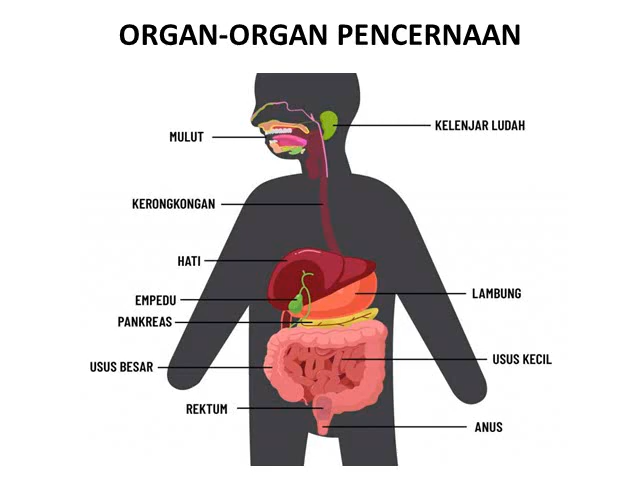 ORGAN-ORGAN PENCERNAAN
KELENJAR LUDAH
MULUT
KERONGKONGAN
HATI
LAMBUNG
EMPEDU
PANKREAS
USUS KECIL
USUS BESAR
REKTUM
ANUS